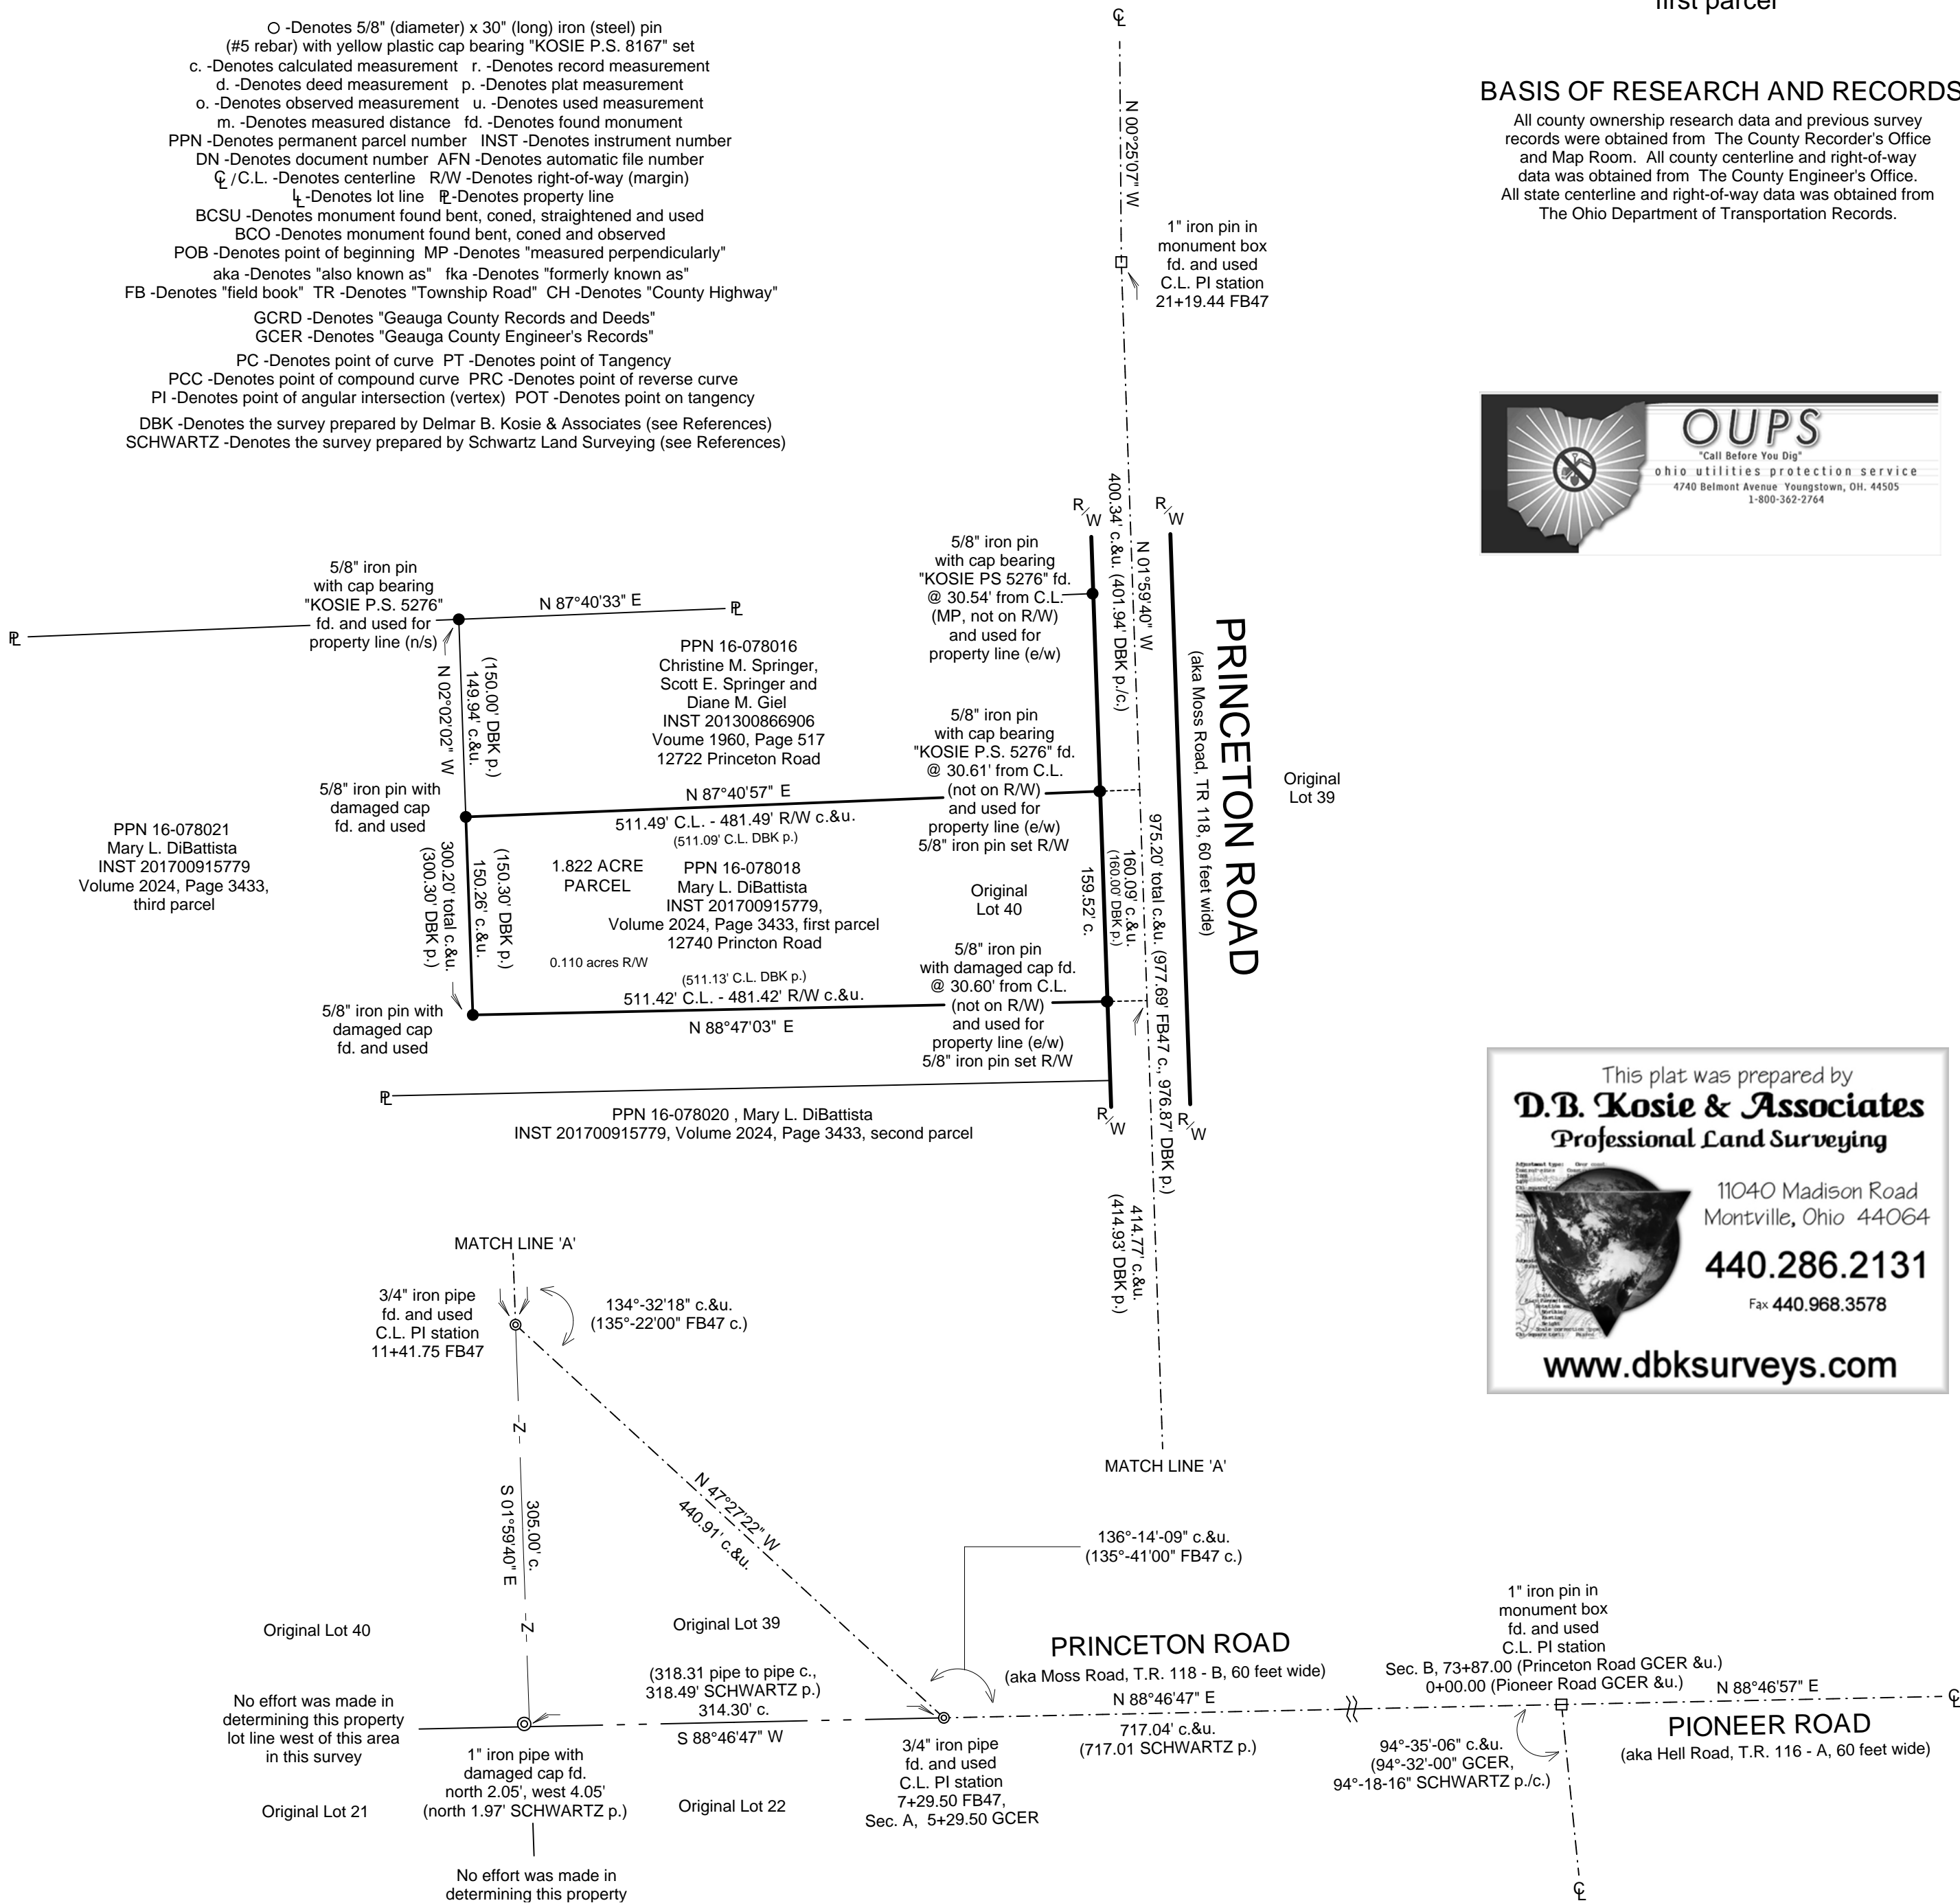 first parcel
O -Denotes 5/8" (diameter) x 30" (long) iron (steel) pin
(#5 rebar) with yellow plastic cap bearing "KOSIE P.S. 8167" set
c. -Denotes calculated measurement r. -Denotes record measurement
d. -Denotes deed measurement p. -Denotes plat measurement
o. -Denotes observed measurement u. -Denotes used measurement
m. -Denotes measured distance fd. -Denotes found monument
PPN -Denotes permanent parcel number INST -Denotes instrument number
DN -Denotes document number AFN -Denotes automatic file number
℄ /C.L. -Denotes centerline R/W -Denotes right-of-way (margin)
LL -Denotes lot line PL -Denotes property line
BCSU -Denotes monument found bent, coned, straightened and used
BCO -Denotes monument found bent, coned and observed
POB -Denotes point of beginning MP -Denotes "measured perpendicularly"
aka -Denotes "also known as" fka -Denotes "formerly known as"
FB -Denotes "field book" TR -Denotes "Township Road" CH -Denotes "County Highway"
GCRD -Denotes "Geauga County Records and Deeds"
GCER -Denotes "Geauga County Engineer's Records"
PC -Denotes point of curve PT -Denotes point of Tangency
PCC -Denotes point of compound curve PRC -Denotes point of reverse curve
PI -Denotes point of angular intersection (vertex) POT -Denotes point on tangency
DBK -Denotes the survey prepared by Delmar B. Kosie & Associates (see References)
SCHWARTZ -Denotes the survey prepared by Schwartz Land Surveying (see References)
BASIS OF RESEARCH AND RECORDS
All county ownership research data and previous survey
records were obtained from The County Recorder's Office
and Map Room. All county centerline and right-of-way
data was obtained from The County Engineer's Office.
All state centerline and right-of-way data was obtained from
The Ohio Department of Transportation Records.
OUPS
"Call Before You Dig"
ohio utilities protection service
4740 Belmont Avenue Youngstown, OH. 44505
1-800-362-2764
℄
N 00°25'07" W
1" iron pin in
monument box
fd. and used
C.L. PI station
21+19.44 FB47
400.34' c.&u. (401.94' DBK p./c.)
N 01°59'40" W
R/W
R/W
5/8" iron pin
with cap bearing
"KOSIE PS 5276" fd.
@ 30.54' from C.L.
(MP, not on R/W)
and used for
property line (e/w)
5/8" iron pin
with cap bearing
"KOSIE P.S. 5276"
fd. and used for
property line (n/s)
PL
N 87°40'33" E
PL
PPN 16-078016
Christine M. Springer,
Scott E. Springer and
Diane M. Giel
INST 201300866906
Voume 1960, Page 517
12722 Princeton Road
(150.00' DBK p.)
149.94' c.&u.
N 02°02'02" W
5/8" iron pin
with cap bearing
"KOSIE P.S. 5276" fd.
@ 30.61' from C.L.
(not on R/W)
and used for
property line (e/w)
5/8" iron pin set R/W
PRINCETON ROAD
(aka Moss Road, TR 118, 60 feet wide)
Original
Lot 39
5/8" iron pin with
damaged cap
fd. and used
N 87°40'57" E
511.49' C.L. - 481.49' R/W c.&u.
(511.09' C.L. DBK p.)
PPN 16-078021
Mary L. DiBattista
INST 201700915779
Volume 2024, Page 3433,
third parcel
(150.30' DBK p.)
150.26' c.&u.
300.20' total c.&u.
(300.30' DBK p.)
1.822 ACRE
PARCEL
PPN 16-078018
Mary L. DiBattista
INST 201700915779,
Volume 2024, Page 3433, first parcel
12740 Princton Road
0.110 acres R/W
Original
Lot 40
159.52' c.
160.09' c.&u.
(160.00' DBK p.)
975.20' total c.&u. (977.69' FB47 c., 976.87' DBK p.)
5/8" iron pin
with damaged cap fd.
@ 30.60' from C.L.
(not on R/W)
and used for
property line (e/w)
5/8" iron pin set R/W
(511.13' C.L. DBK p.)
511.42' C.L. - 481.42' R/W c.&u.
N 88°47'03" E
5/8" iron pin with
damaged cap
fd. and used
PL
PPN 16-078020 , Mary L. DiBattista
INST 201700915779, Volume 2024, Page 3433, second parcel
R/W
R/W
414.77' c.&u.
(414.93' DBK p.)
MATCH LINE 'A'
This plat was prepared by
D.B. Kosie & Associates
Professional Land Surveying
11040 Madison Road
Montville, Ohio 44064
440.286.2131
Fax 440.968.3578
www.dbksurveys.com
MATCH LINE 'A'
3/4" iron pipe
fd. and used
C.L. PI station
11+41.75 FB47
134°-32'18" c.&u.
(135°-22'00" FB47 c.)
Z
305.00' c.
S 01°59'40" E
Z
N 47°27'22" W
440.91' c.&u.
136°-14'-09" c.&u.
(135°-41'00" FB47 c.)
Original Lot 40
Original Lot 39
(318.31 pipe to pipe c.,
318.49' SCHWARTZ p.)
314.30' c.
S 88°46'47" W
No effort was made in
determining this property
lot line west of this area
in this survey
1" iron pipe with
damaged cap fd.
north 2.05', west 4.05'
(north 1.97' SCHWARTZ p.)
Original Lot 21
Original Lot 22
No effort was made in
determining this property
3/4" iron pipe
fd. and used
C.L. PI station
7+29.50 FB47,
Sec. A, 5+29.50 GCER
PRINCETON ROAD
(aka Moss Road, T.R. 118 - B, 60 feet wide)
N 88°46'47" E
717.04' c.&u.
(717.01 SCHWARTZ p.)
1" iron pin in
monument box
fd. and used
C.L. PI station
Sec. B, 73+87.00 (Princeton Road GCER &u.)
0+00.00 (Pioneer Road GCER &u.)
N 88°46'57" E
℄
PIONEER ROAD
(aka Hell Road, T.R. 116 - A, 60 feet wide)
94°-35'-06" c.&u.
(94°-32'-00" GCER,
94°-18-16" SCHWARTZ p./c.)
℄